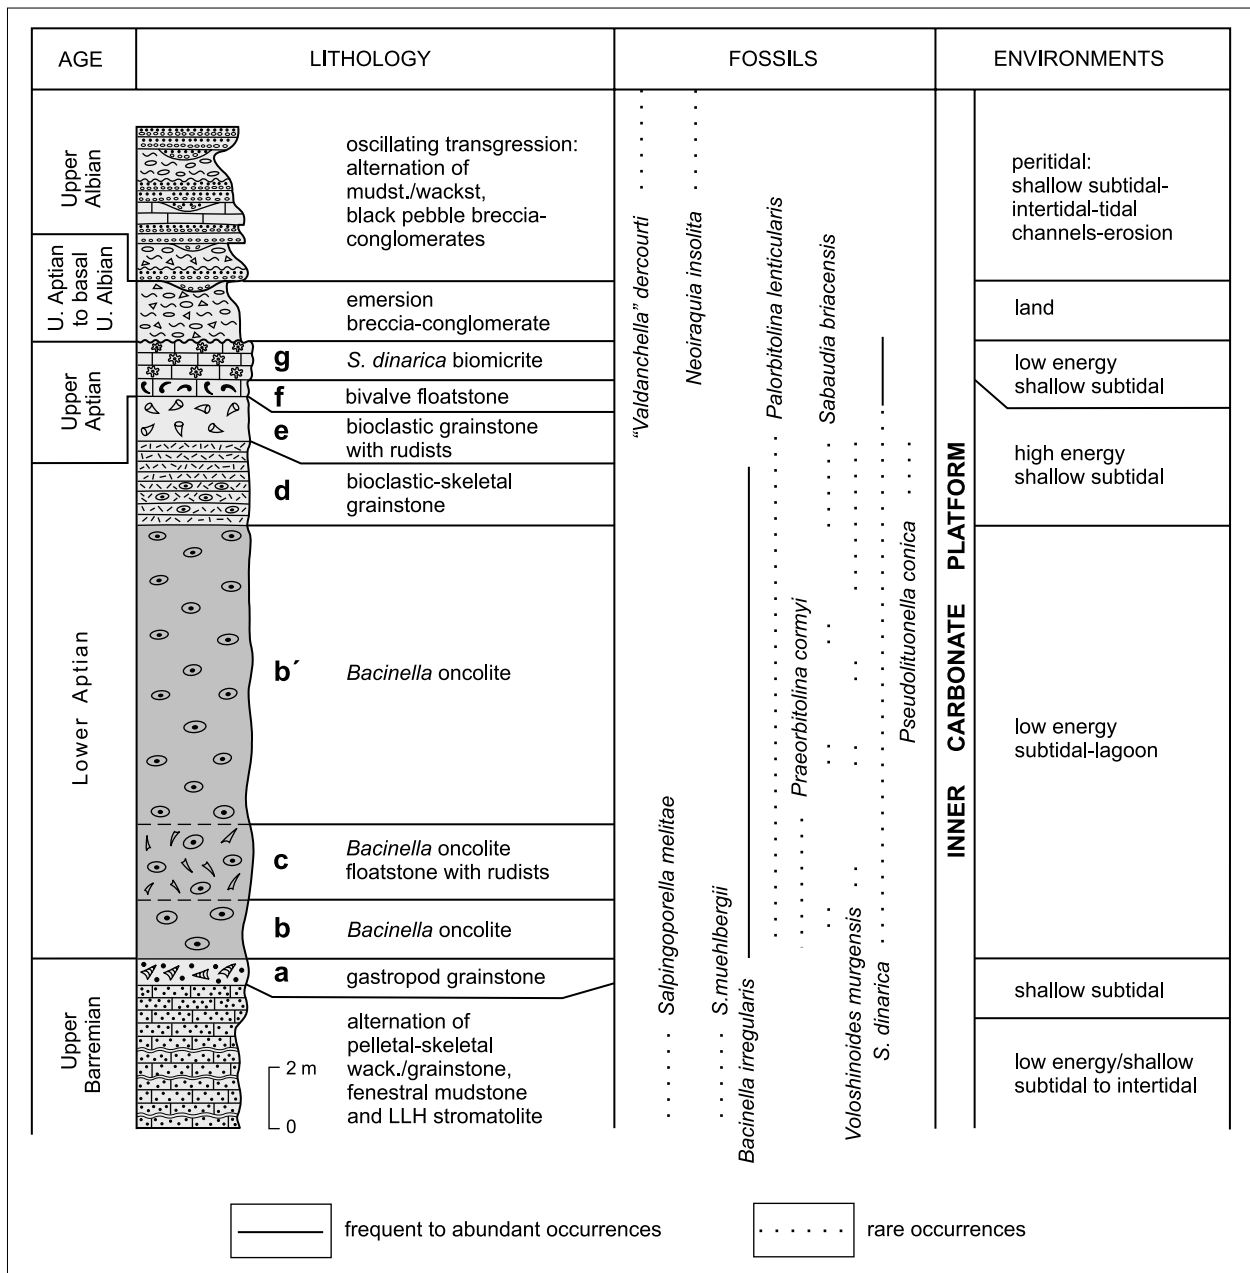 AGE
LITHOLOGY
FOSSILS
ENVIRONMENTS
Upper
Albian
U. Aptian
to basal
U. Albian
Upper
Aptian
Lower Aptian
Upper
Barremian
oscillating transgression:
alternation of
mudst./wackst,
black pebble breccia-
conglomerates
emersion
breccia-conglomerate
g
S. dinarica biomicrite
f
bivalve floatstone
e
bioclastic grainstone
with rudists
d
bioclastic-skeletal
grainstone
b´
Bacinella oncolite
c
Bacinella oncolite
floatstone with rudists
b
Bacinella oncolite
a
gastropod grainstone
alternation of
pelletal-skeletal
wack./grainstone,
fenestral mudstone
and LLH stromatolite
2 m
0
Salpingoporella melitae
"Valdanchella" dercourti
Neoiraquia insolita
S.muehlbergii
Bacinella irregularis
Palorbitolina lenticularis
Praeorbitolina cormyi
Sabaudia briacensis
Voloshinoides murgensis
S. dinarica
Pseudolituonella conica
INNER CARBONATE PLATFORM
peritidal:
shallow subtidal-
intertidal-tidal
channels-erosion
land
low energy
shallow subtidal
high energy
shallow subtidal
low energy
subtidal-lagoon
shallow subtidal
low energy/shallow
subtidal to intertidal
frequent to abundant occurrences
rare occurrences